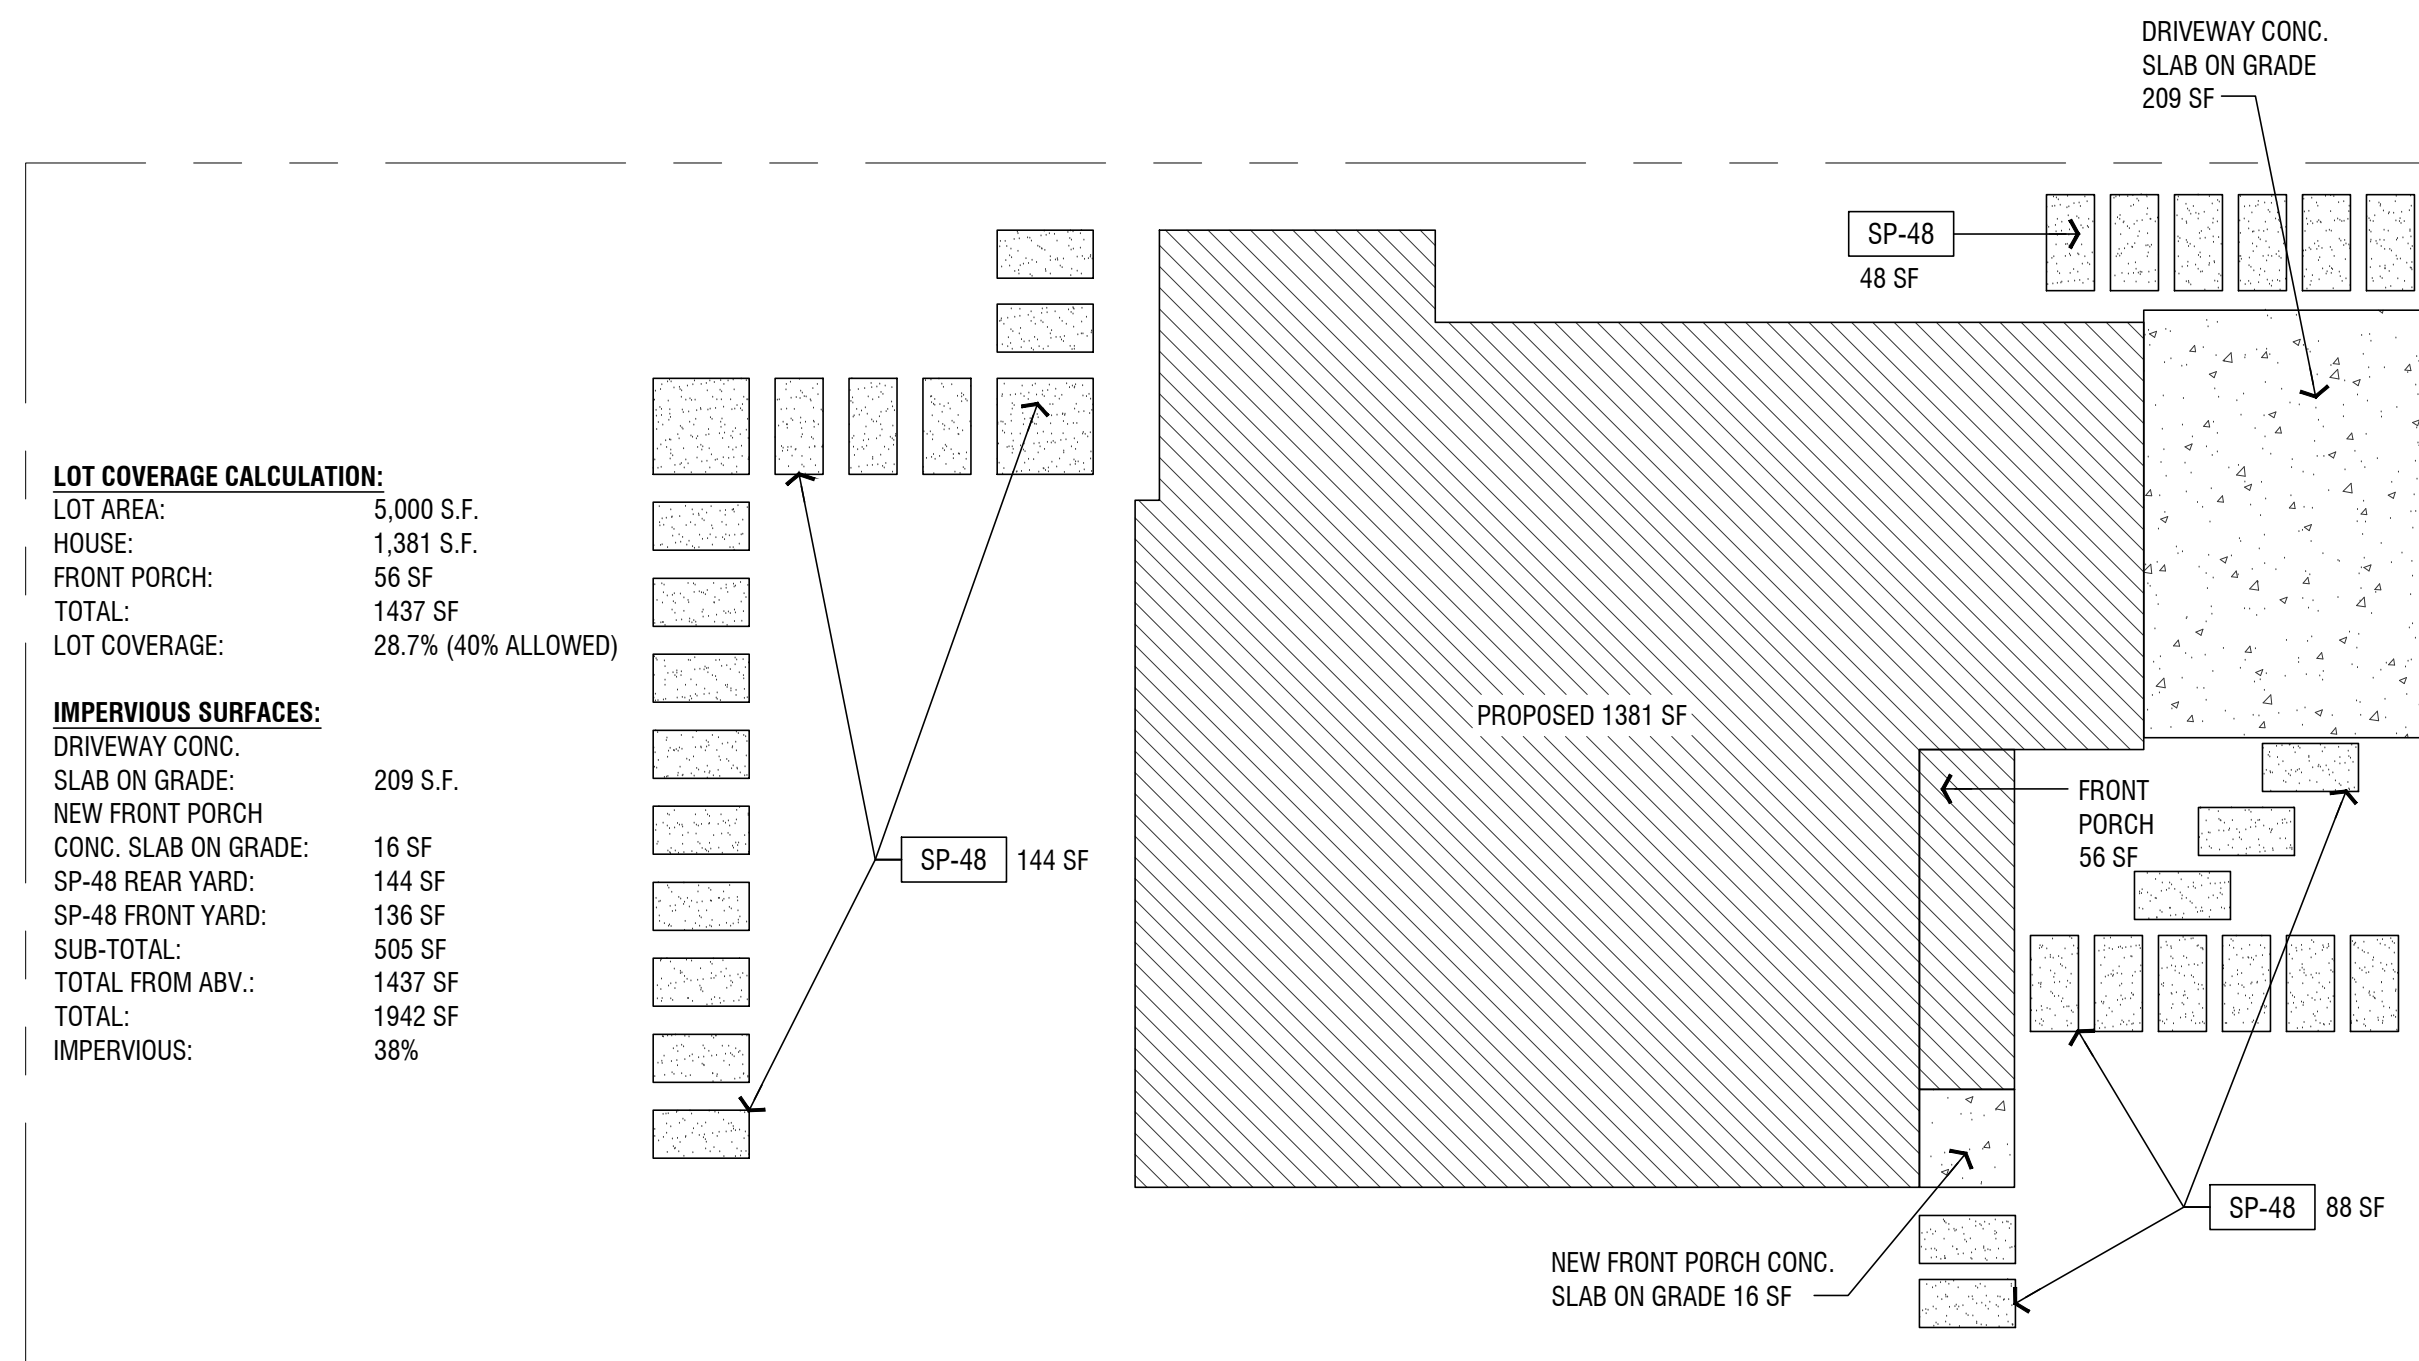 DRIVEWAY CONC.
SLAB ON GRADE
209 SF
SP-48
48 SF
LOT COVERAGE CALCULATION:
LOT AREA: 5,000 S.F.
HOUSE: 1,381 S.F.
FRONT PORCH: 56 SF
TOTAL: 1437 SF
LOT COVERAGE: 28.7% (40% ALLOWED)
IMPERVIOUS SURFACES:
DRIVEWAY CONC.
SLAB ON GRADE: 209 S.F.
NEW FRONT PORCH
CONC. SLAB ON GRADE: 16 SF
SP-48 REAR YARD: 144 SF
SP-48 FRONT YARD: 136 SF
SUB-TOTAL: 505 SF
TOTAL FROM ABV.: 1437 SF
TOTAL: 1942 SF
IMPERVIOUS: 38%
PROPOSED 1381 SF
FRONT
PORCH
56 SF
SP-48 144 SF
SP-48 88 SF
NEW FRONT PORCH CONC.
SLAB ON GRADE 16 SF